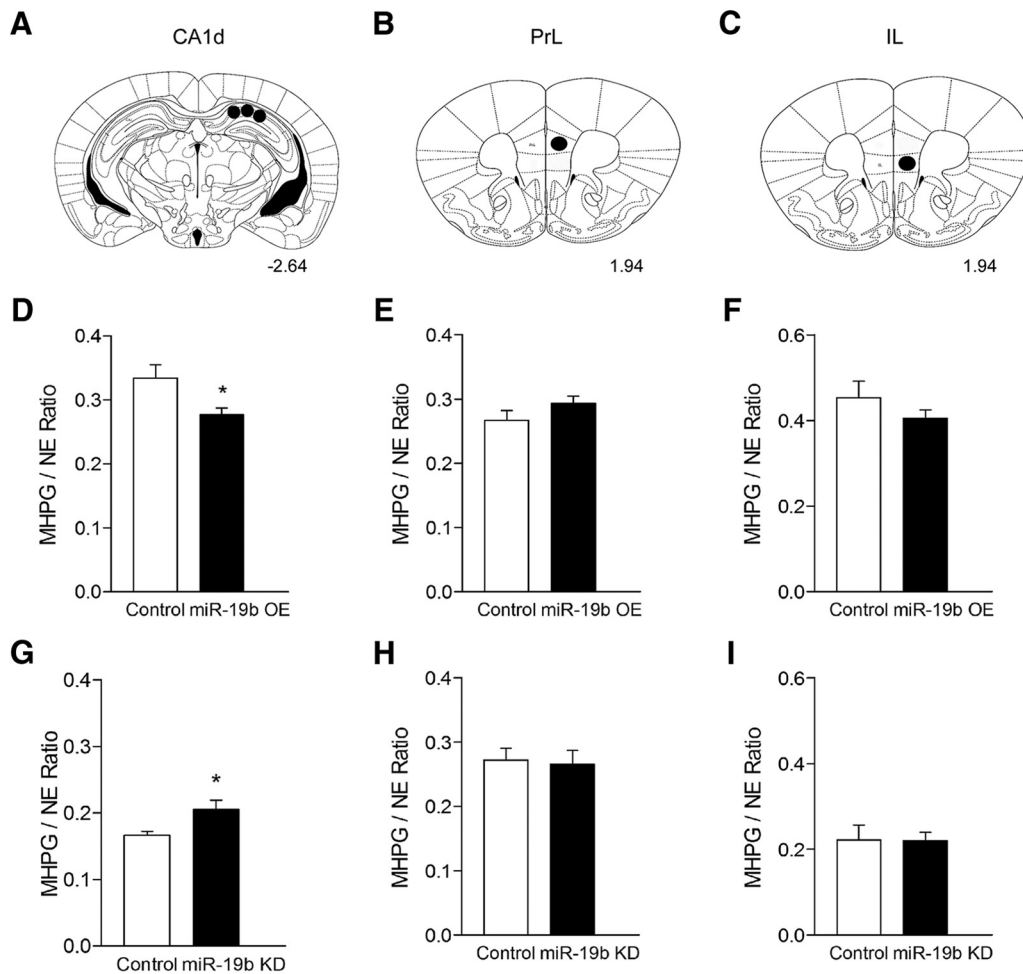 A
CA1d
-2.64
B
PrL
1.94
C
IL
1.94
D
MHPG / NE Ratio
0.4
0.3
0.2
0.1
0.0
*
Control miR-19b OE
E
MHPG / NE Ratio
0.4
0.3
0.2
0.1
0.0
Control miR-19b OE
F
MHPG / NE Ratio
0.6
0.4
0.2
0.0
Control miR-19b OE
G
MHPG / NE Ratio
0.4
0.3
0.2
0.1
0.0
*
Control miR-19b KD
H
MHPG / NE Ratio
0.4
0.3
0.2
0.1
0.0
Control miR-19b KD
I
MHPG / NE Ratio
0.6
0.4
0.2
0.0
Control miR-19b KD